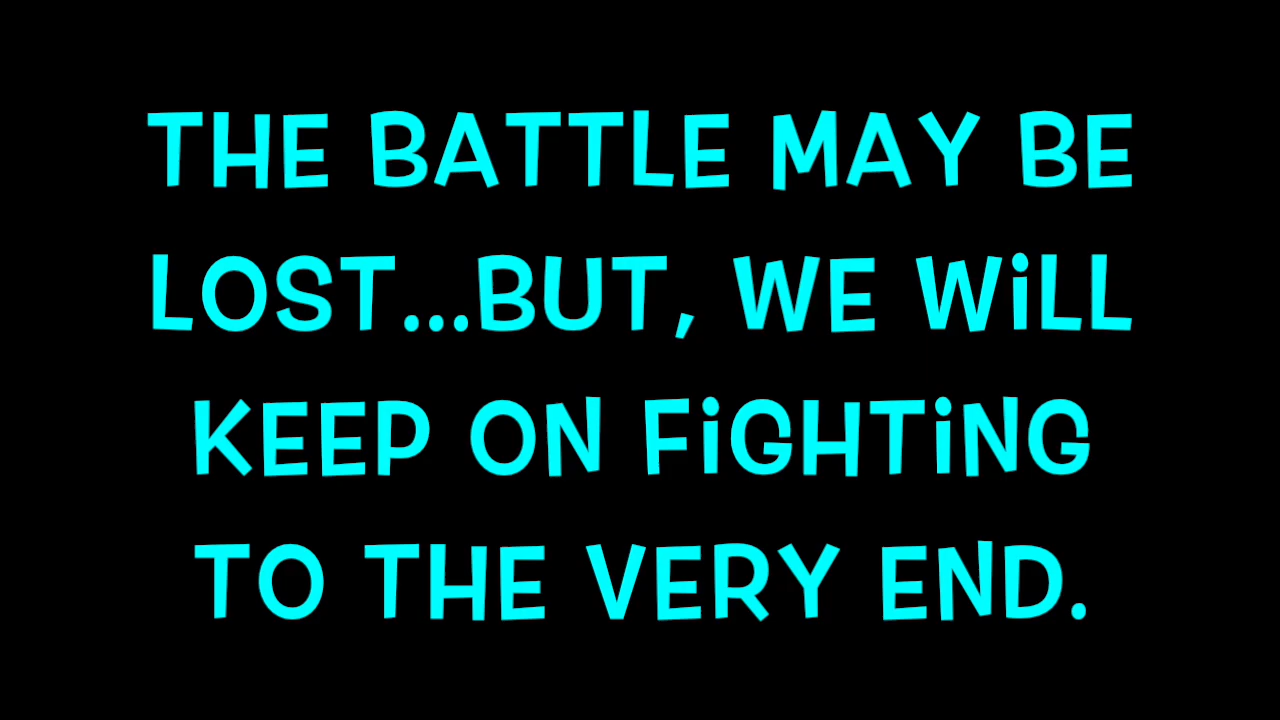 THE BATTLE MAY BE
LOST...BUT, WE WiLL
KEEP ON FiGHTiNG
TO THE VERY END.